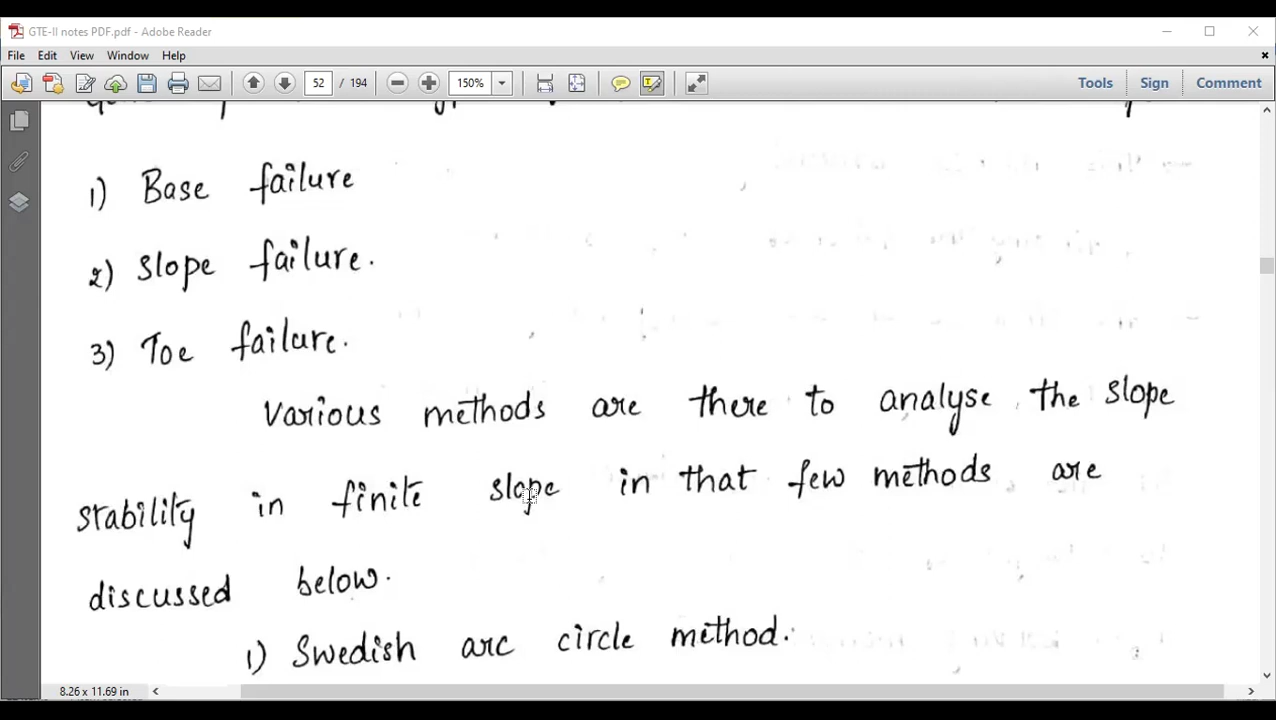 GTE-II notes PDF.pdf - Adobe Reader
File Edit View Window Help
52 / 194 150% Tools Sign Comment
1) Base failure
2) Slope failure.
3) Toe failure.
Various methods are there to analyse the slope
stability in finite slope in that few methods are
discussed below.
1) Swedish arc circle method.
8.26 x 11.69 in